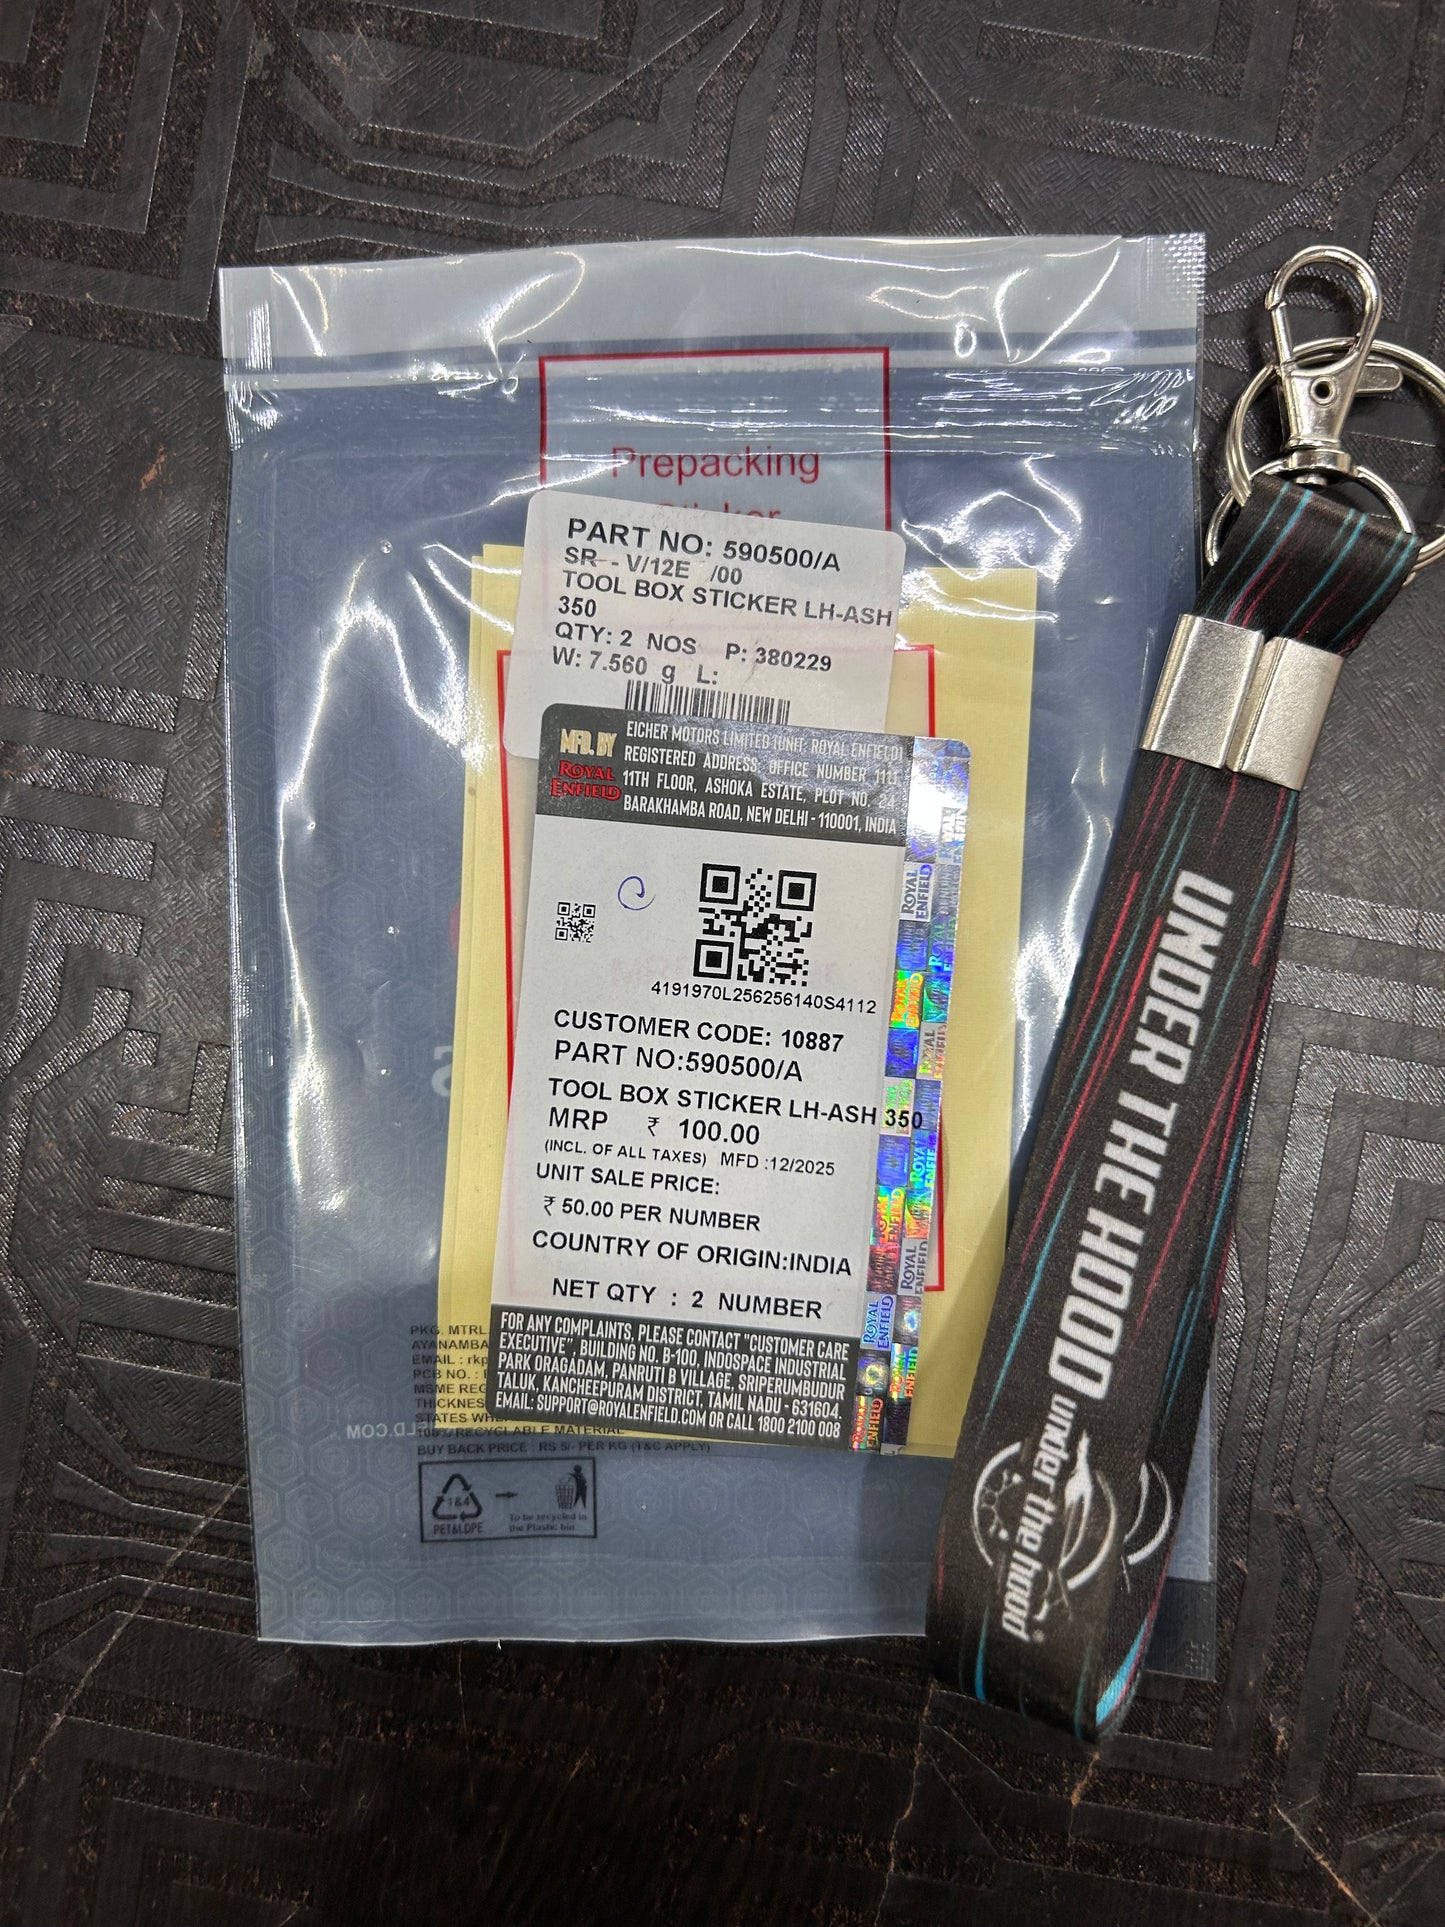 Prepacking
PART NO: 590500/A
SR- - V/12E /00
TOOL BOX STICKER LH-ASH
350
QTY: 2 NOS P: 380229
W: 7.560 g L:
MFD. BY
ROYAL
ENFIELD
EICHER MOTORS LIMITED (UNIT: ROYAL ENFIELD)
REGISTERED ADDRESS: OFFICE NUMBER 1111
11TH FLOOR, ASHOKA ESTATE, PLOT NO. 24
BARAKHAMBA ROAD, NEW DELHI - 110001, INDIA
4191970L256256140S4112
CUSTOMER CODE: 10887
PART NO:590500/A
TOOL BOX STICKER LH-ASH 350
MRP ₹ 100.00
(INCL. OF ALL TAXES) MFD :12/2025
UNIT SALE PRICE:
₹ 50.00 PER NUMBER
COUNTRY OF ORIGIN:INDIA
NET QTY : 2 NUMBER
FOR ANY COMPLAINTS, PLEASE CONTACT "CUSTOMER CARE
EXECUTIVE", BUILDING NO. B-100, INDOSPACE INDUSTRIAL
PARK ORAGADAM, PANRUTI B VILLAGE, SRIPERUMBUDUR
TALUK, KANCHEEPURAM DISTRICT, TAMIL NADU - 631604.
EMAIL: SUPPORT@ROYALENFIELD.COM OR CALL 1800 2100 008
ROYAL
ENFIELD
PKG. MTRL.
AYANAMBA
EMAIL : rkp
PCB NO. :
MSME REG
THICKNES
STATES WH
100% RECYCLABLE MATERIAL
BUY BACK PRICE : RS 5/- PER KG (T&C APPLY)
1&4
PET&LDPE
To be recycled in
the Plastic bin
UNDER THE HOOD
under the hood